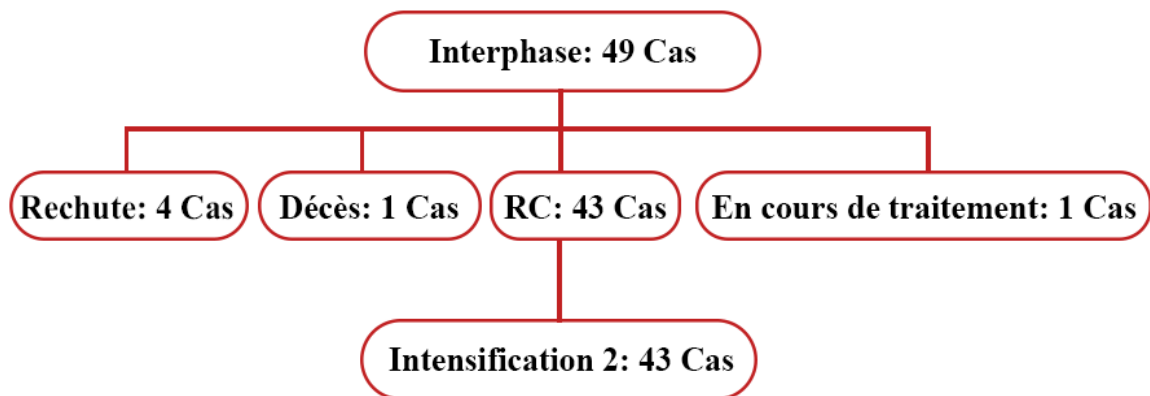 Interphase: 49 Cas
Rechute: 4 Cas
Décès: 1 Cas
RC: 43 Cas
En cours de traitement: 1 Cas
Intensification 2: 43 Cas